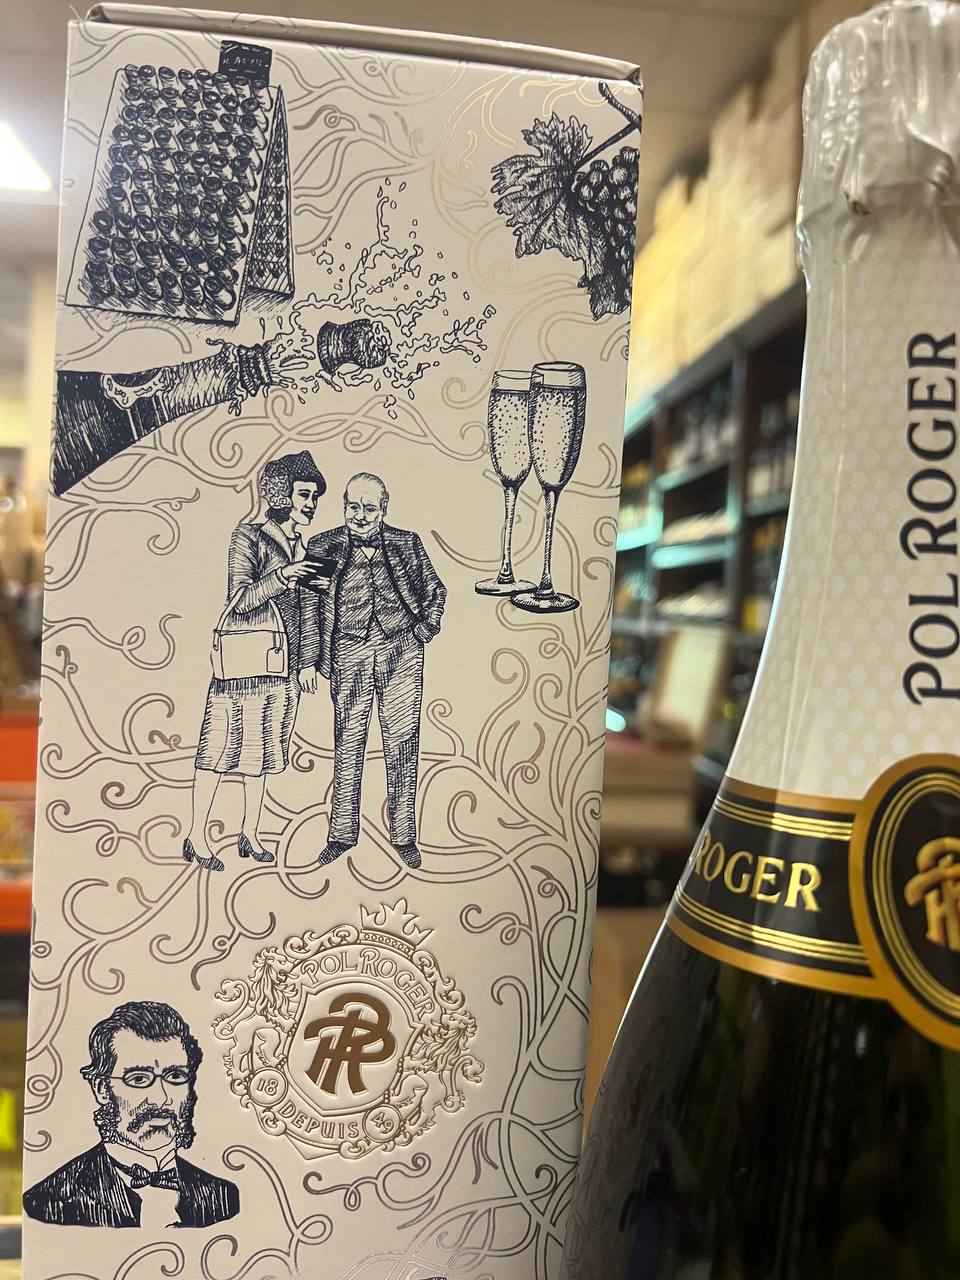 POL ROGER
18 49
DEPUIS
POL ROGER
ROGER